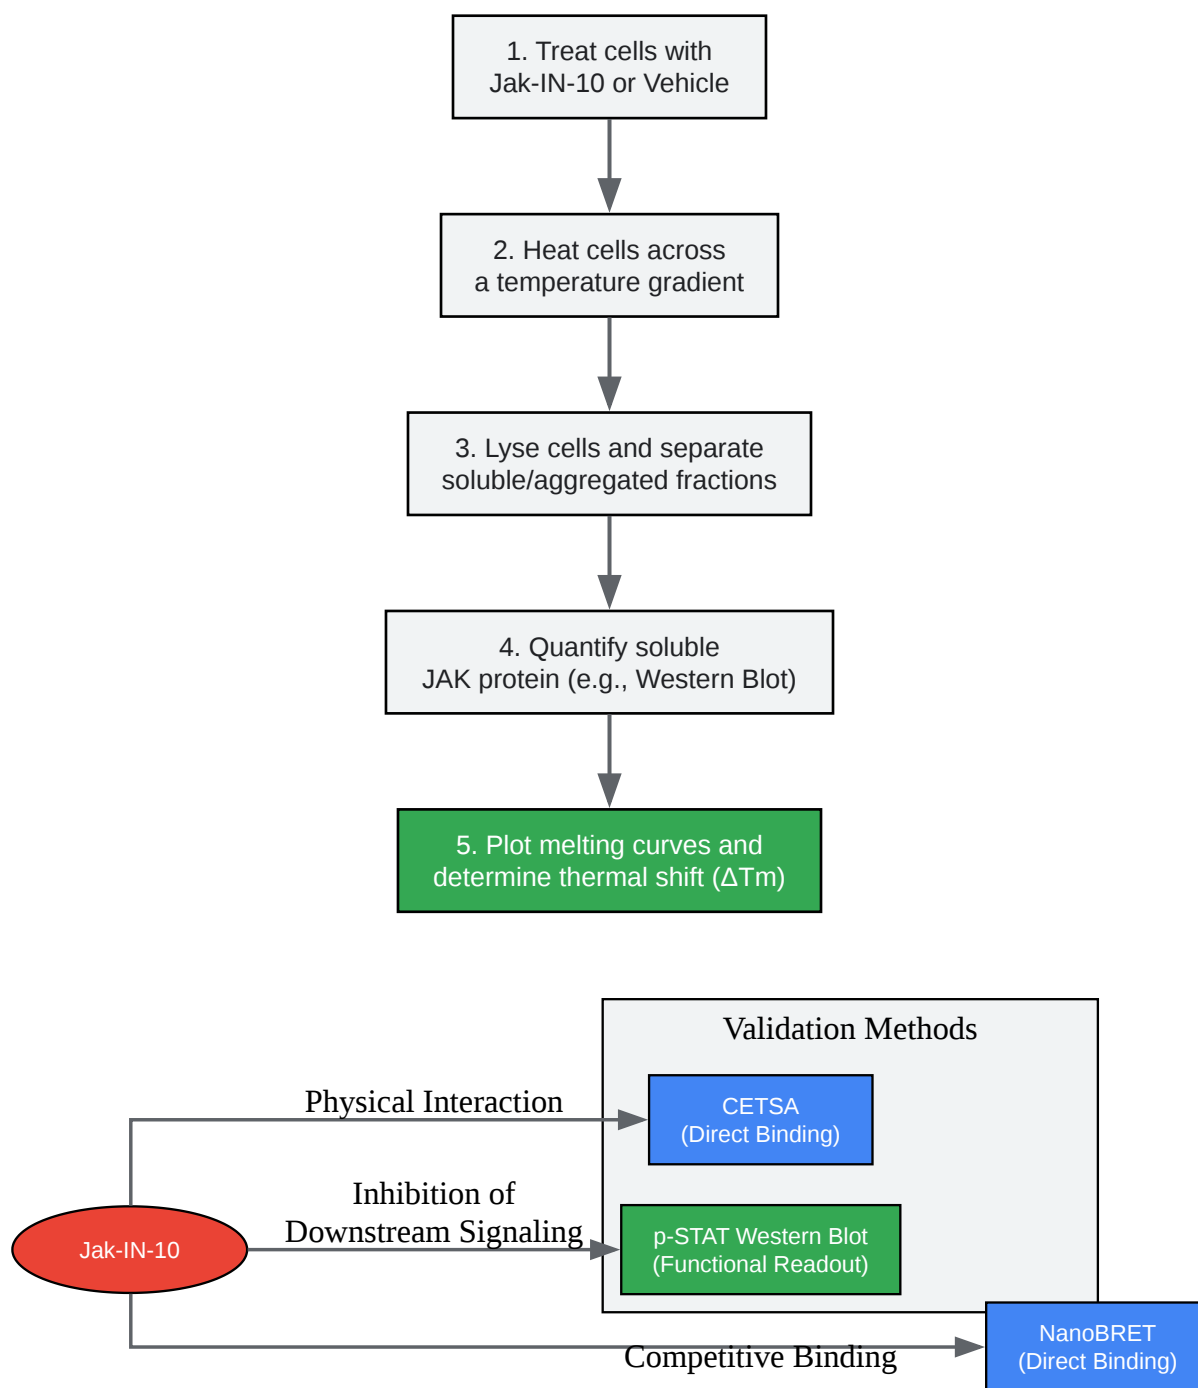 1. Treat cells with
Jak-IN-10 or Vehicle
2. Heat cells across
a temperature gradient
3. Lyse cells and separate
soluble/aggregated fractions
4. Quantify soluble
JAK protein (e.g., Western Blot)
5. Plot melting curves and
determine thermal shift (ΔTm)
Validation Methods
Physical Interaction
CETSA
(Direct Binding)
Inhibition of
Downstream Signaling
Jak-IN-10
p-STAT Western Blot
(Functional Readout)
Competitive Binding
NanoBRET
(Direct Binding)